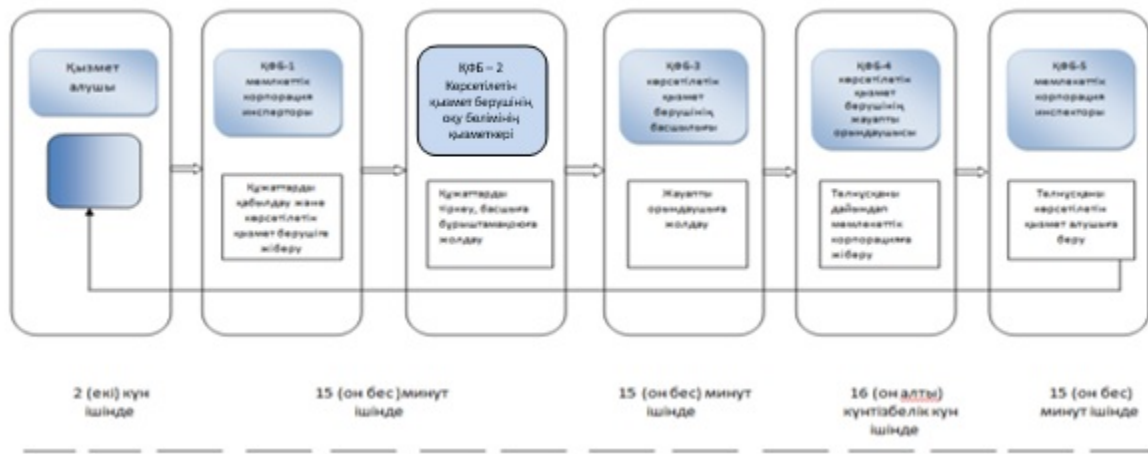 Қызмет
алушы
ҚФБ-1
мемлкеттік
корпорация
инсперторы
Құжаттарды
қабылдау және
көрсетілетін
қызмет берушіге
жіберу
ҚФБ – 2
Көрсетілетін
қызмет берушінің
оқу бөлімінің
қызметкері
Құжаттарды
тіркеу, басшыға
бұрыштамақоюға
жолдау
ҚФБ-3
көрсетілетін
қызмет
берушінің
басшылығы
Жауапты
орындаушыға
жолдау
ҚФБ-4
көрсетілетін
қызмет
берушінің
жауапты
орындаушысы
Телнұсқаны
дайындап
мемлекеттік
корпорацияға
жіберу
ҚФБ-5
мемлекеттік
корпорация
инспекторы
Телнұсқаны
көрсетілетін
қызмет алушыға
беру
2 (екі) күн
ішінде
15 (он бес )минут
ішінде
15 (он бес) минут
ішінде
16 (он алты)
күнтізбелік күн
ішінде
15 (он бес)
минут ішінде